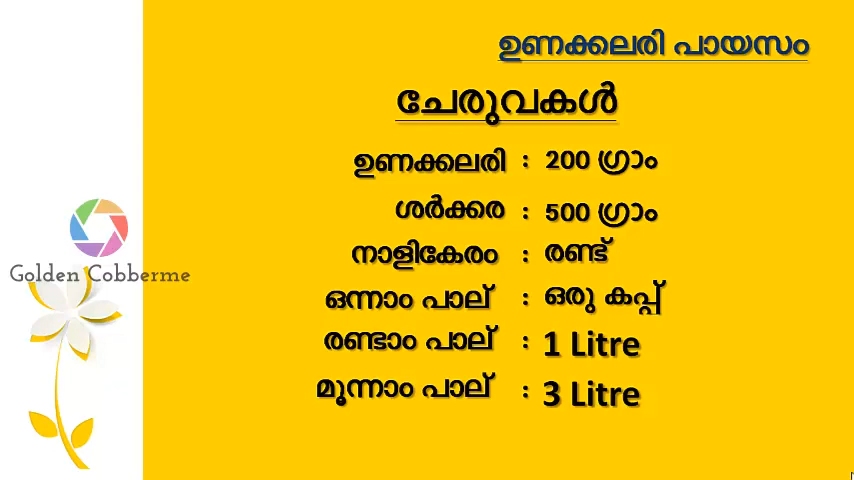 ഉണക്കലരി പായസം
ചേരുവകൾ
ഉണക്കലരി : 200 ഗ്രാം
ശർക്കര : 500 ഗ്രാം
നാളികേരം : രണ്ട്
ഒന്നാം പാല് : ഒരു കപ്പ്
രണ്ടാം പാല് : 1 Litre
മൂന്നാം പാല് : 3 Litre
Golden Cobberme